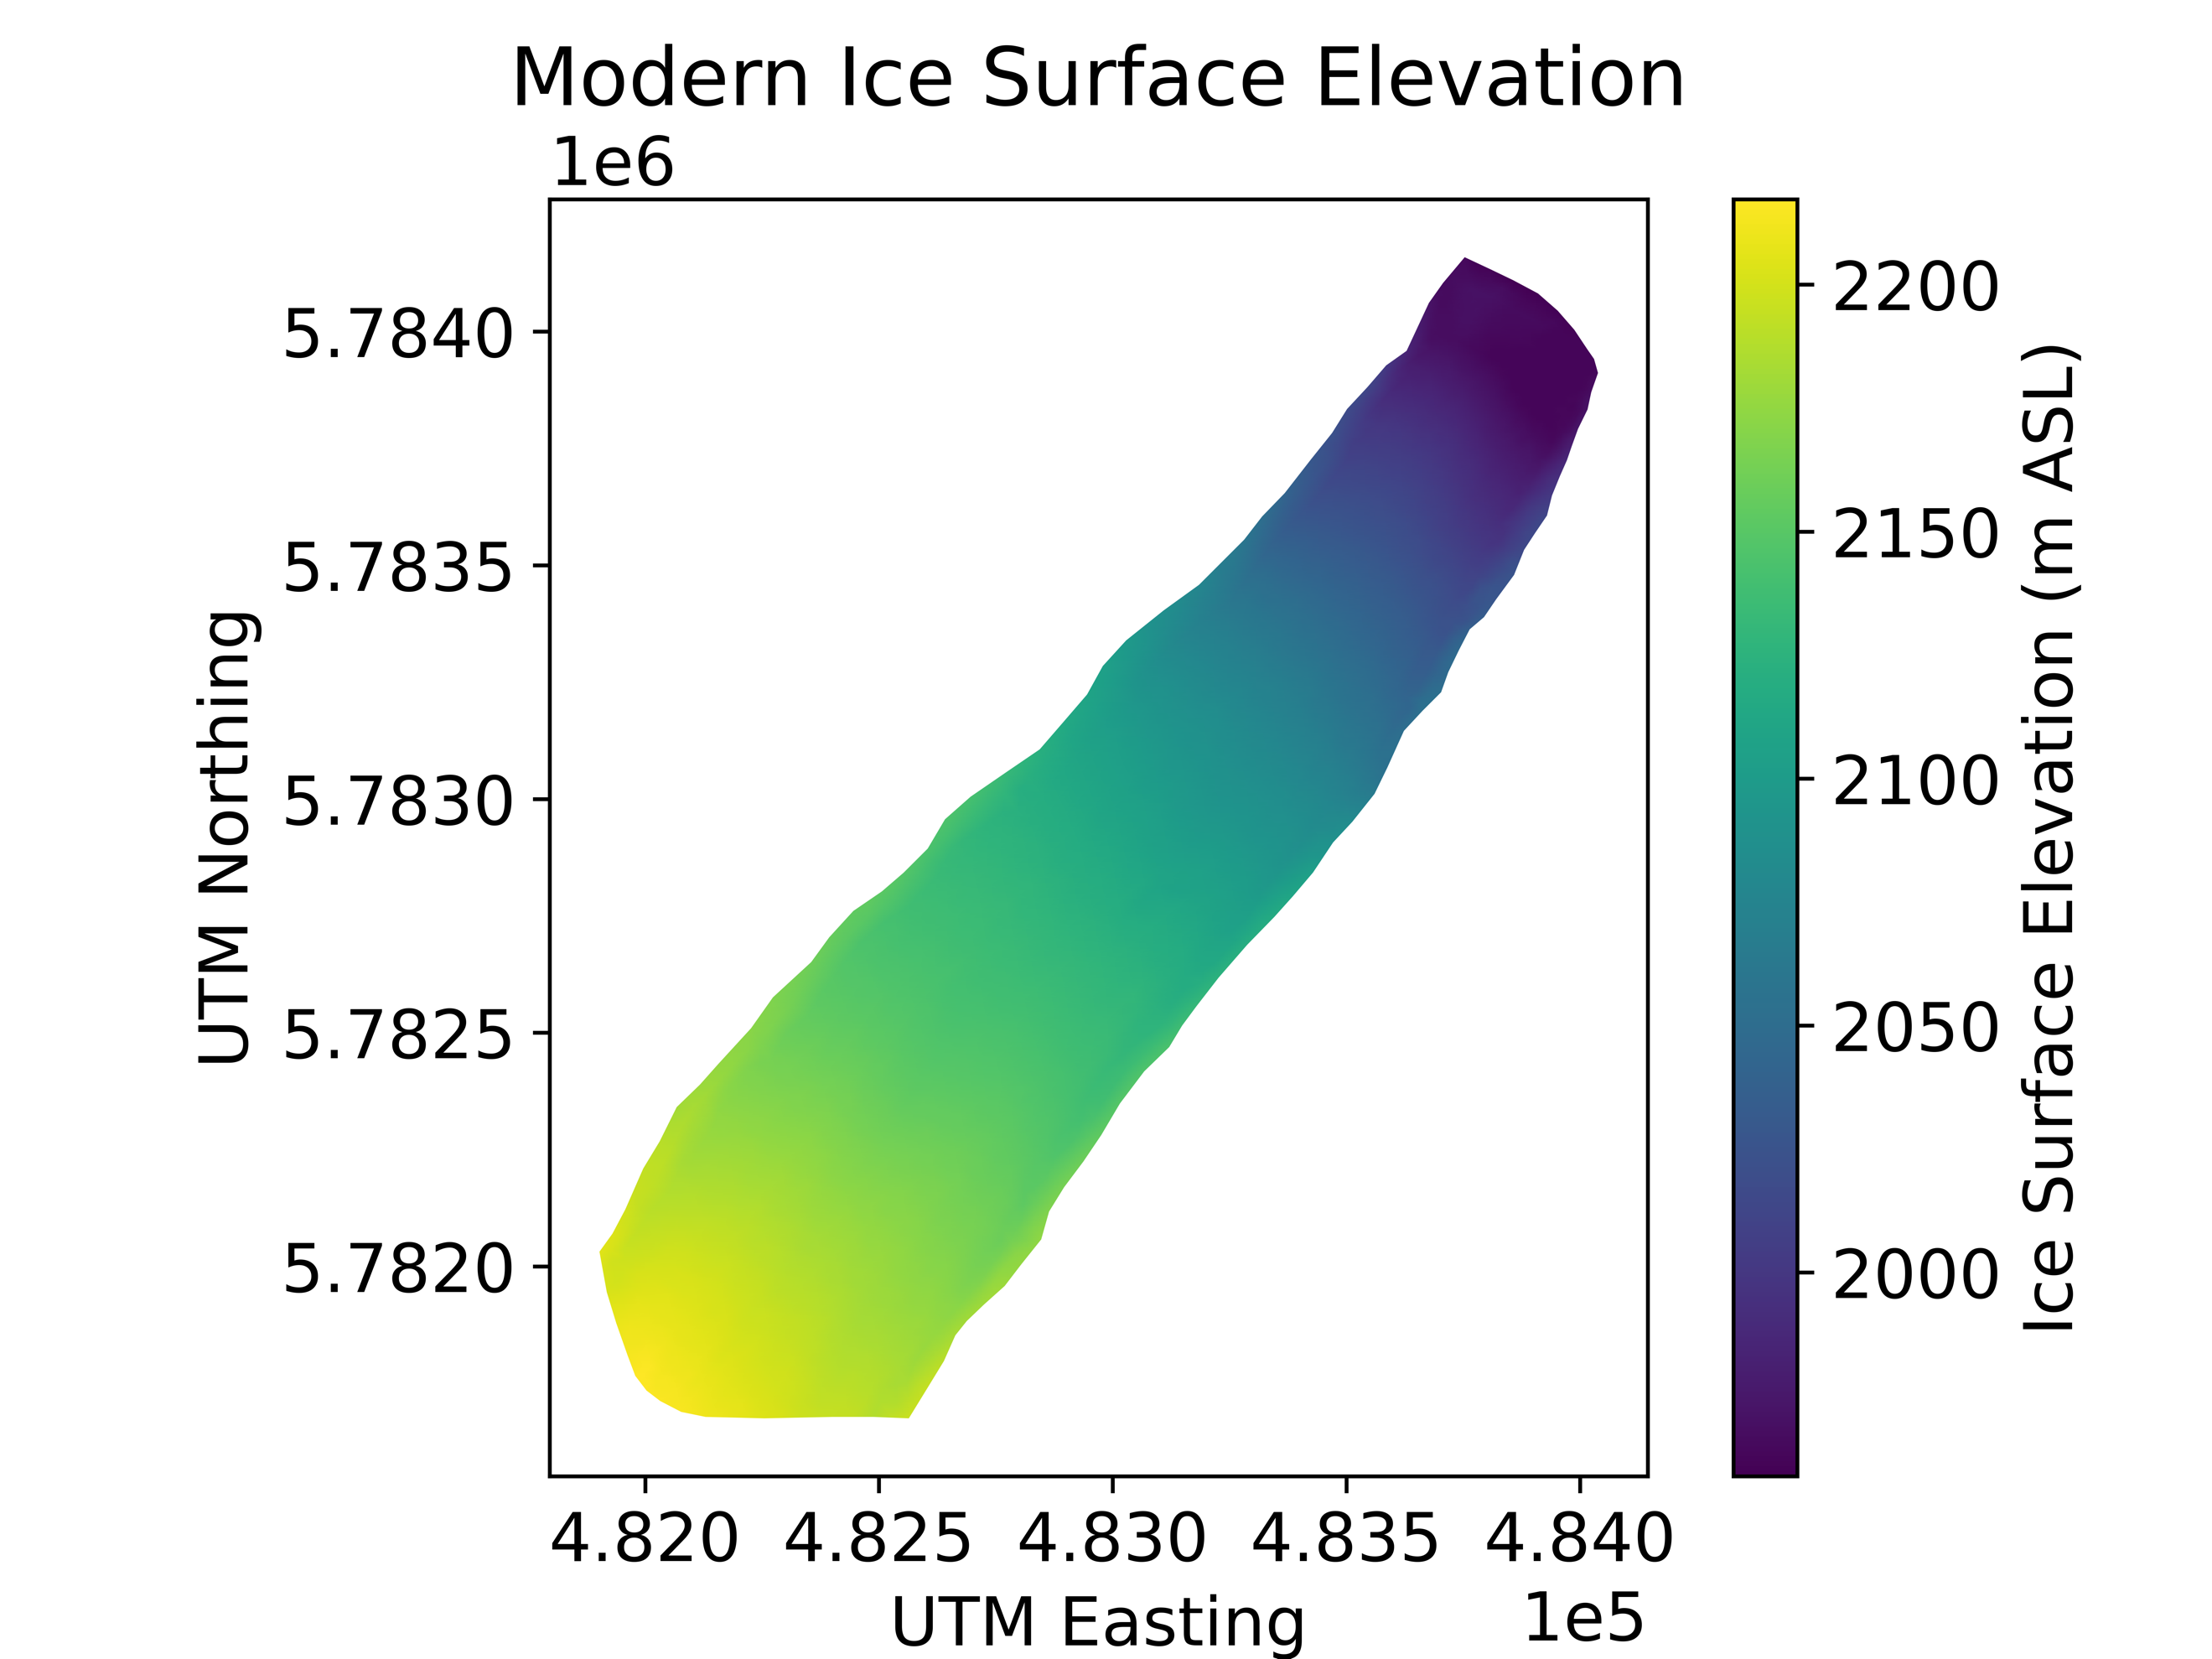 Modern Ice Surface Elevation
1e6
5.7840
5.7835
5.7830
5.7825
5.7820
UTM Northing
4.820 4.825 4.830 4.835 4.840
UTM Easting
1e5
2200
2150
2100
2050
2000
Ice Surface Elevation (m ASL)